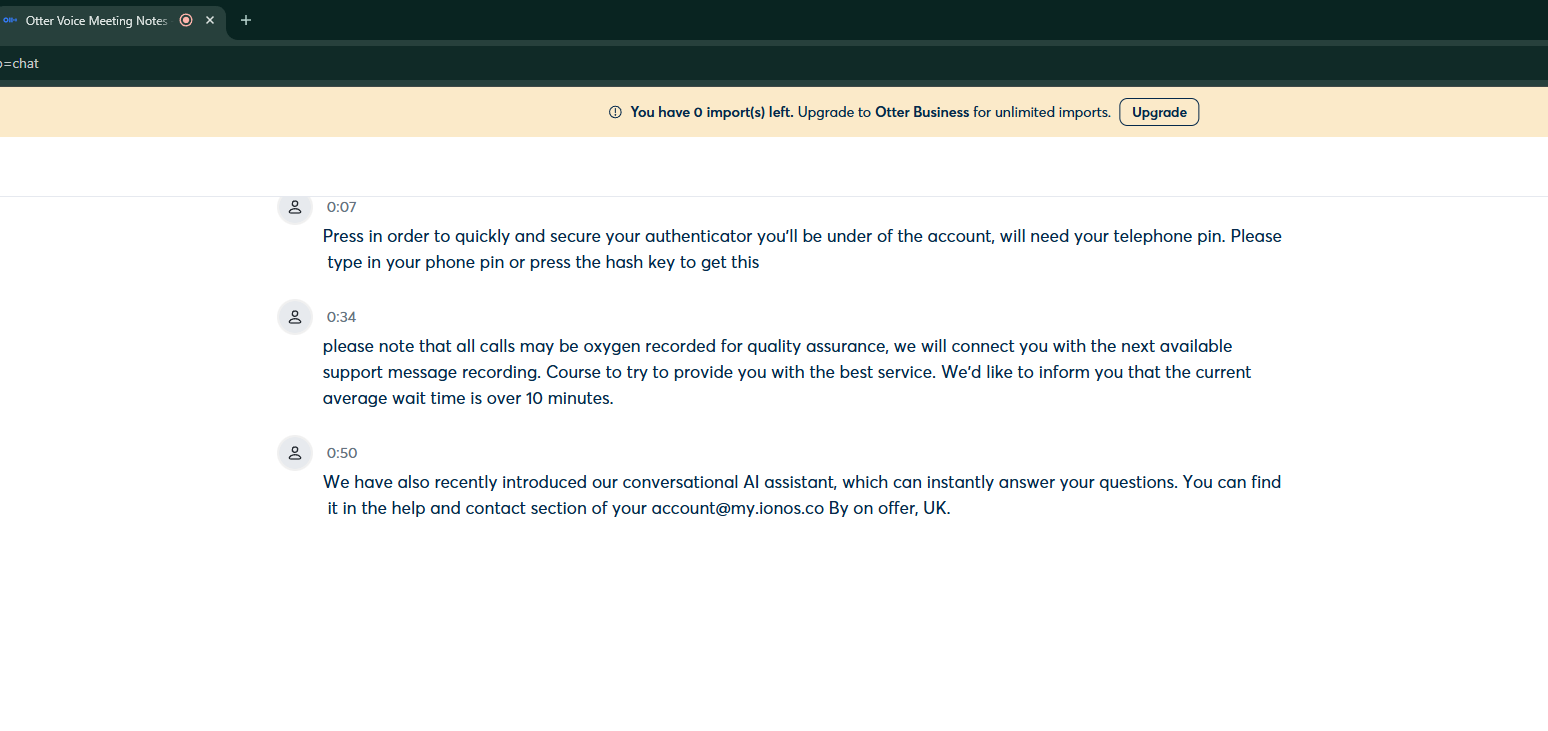 Otter Voice Meeting Notes
=chat
You have 0 import(s) left. Upgrade to Otter Business for unlimited imports. Upgrade
0:07
Press in order to quickly and secure your authenticator you'll be under of the account, will need your telephone pin. Please
type in your phone pin or press the hash key to get this
0:34
please note that all calls may be oxygen recorded for quality assurance, we will connect you with the next available
support message recording. Course to try to provide you with the best service. We'd like to inform you that the current
average wait time is over 10 minutes.
0:50
We have also recently introduced our conversational AI assistant, which can instantly answer your questions. You can find
it in the help and contact section of your account@my.ionos.co By on offer, UK.